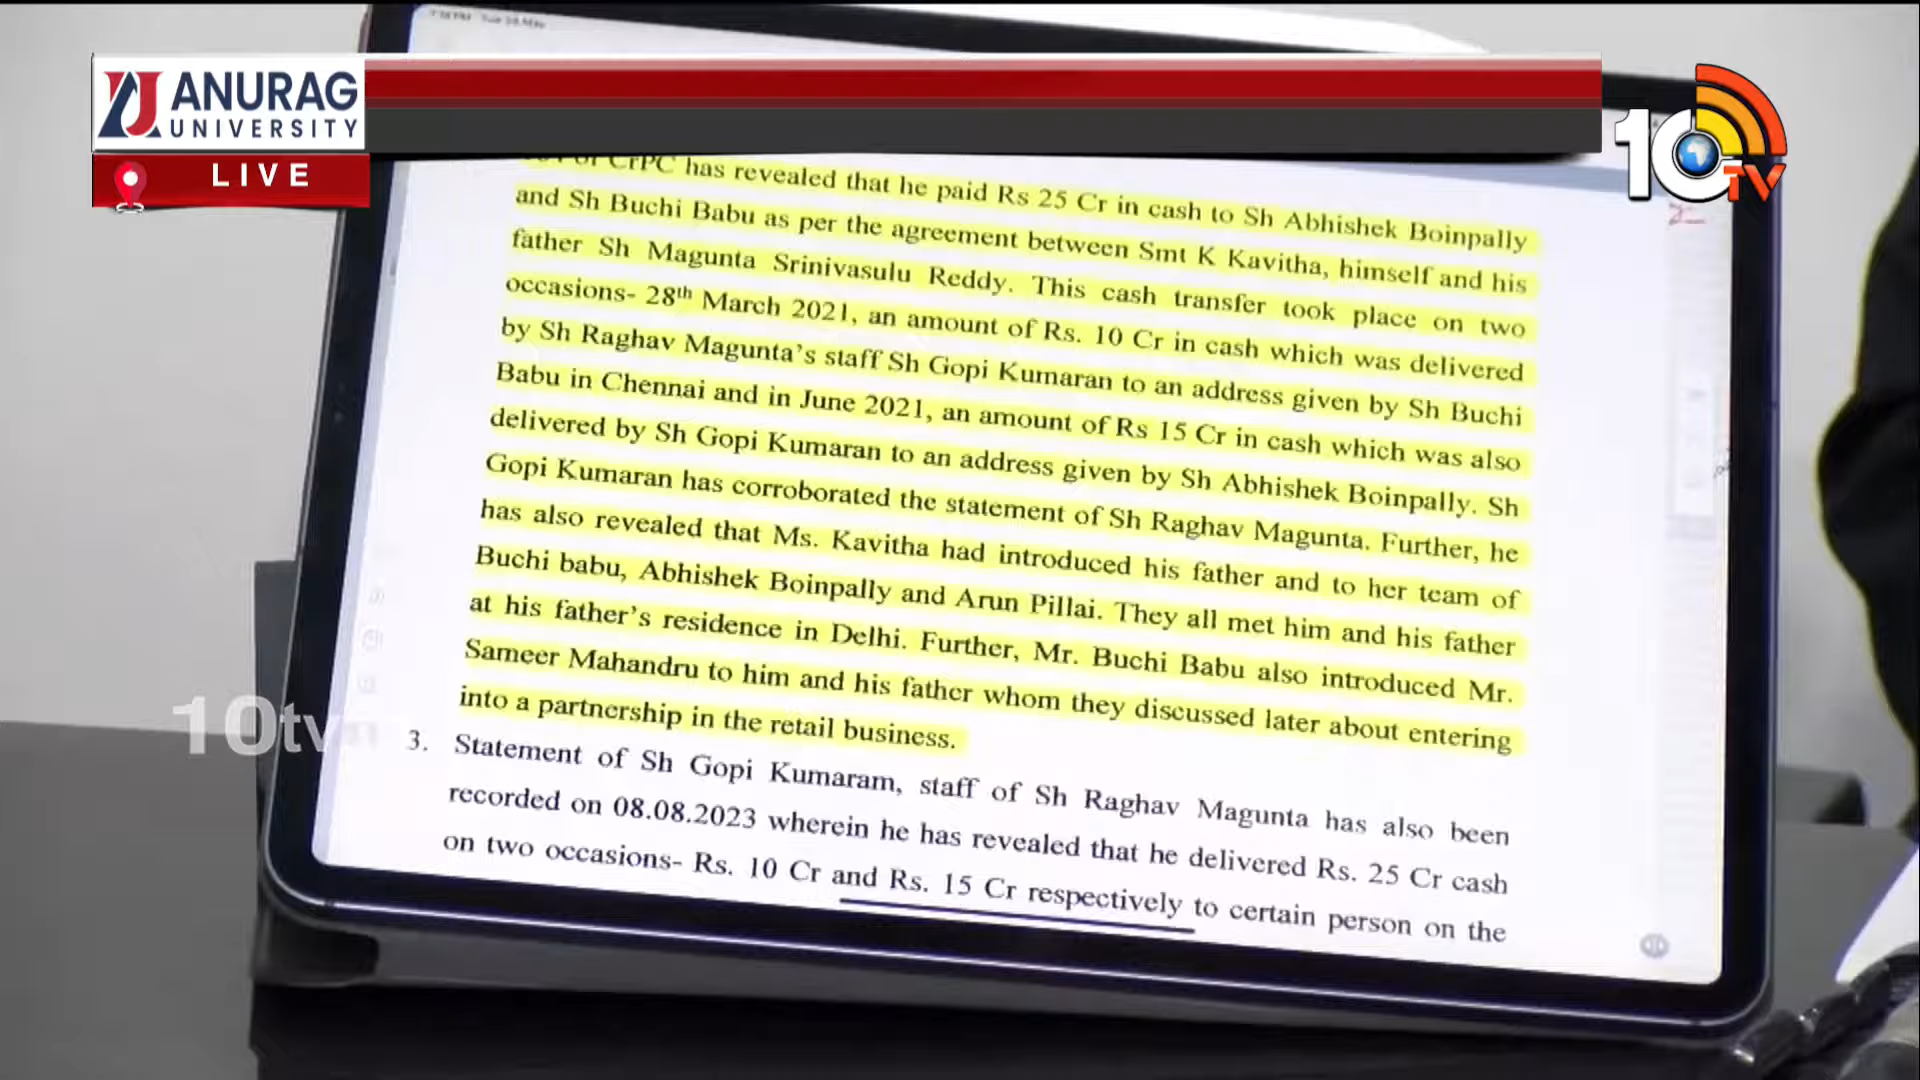 ANURAG
UNIVERSITY
LIVE
10TV
of CrPC has revealed that he paid Rs 25 Cr in cash to Sh Abhishek Boinpally
and Sh Buchi Babu as per the agreement between Smt K Kavitha, himself and his
father Sh Magunta Srinivasulu Reddy. This cash transfer took place on two
occasions- 28th March 2021, an amount of Rs. 10 Cr in cash which was delivered
by Sh Raghav Magunta's staff Sh Gopi Kumaran to an address given by Sh Buchi
Babu in Chennai and in June 2021, an amount of Rs 15 Cr in cash which was also
delivered by Sh Gopi Kumaran to an address given by Sh Abhishek Boinpally. Sh
Gopi Kumaran has corroborated the statement of Sh Raghav Magunta. Further, he
has also revealed that Ms. Kavitha had introduced his father and to her team of
Buchi babu, Abhishek Boinpally and Arun Pillai. They all met him and his father
at his father's residence in Delhi. Further, Mr. Buchi Babu also introduced Mr.
Sameer Mahandru to him and his father whom they discussed later about entering
into a partnership in the retail business.
3. Statement of Sh Gopi Kumaram, staff of Sh Raghav Magunta has also been
recorded on 08.08.2023 wherein he has revealed that he delivered Rs. 25 Cr cash
on two occasions- Rs. 10 Cr and Rs. 15 Cr respectively to certain person on the
10tv